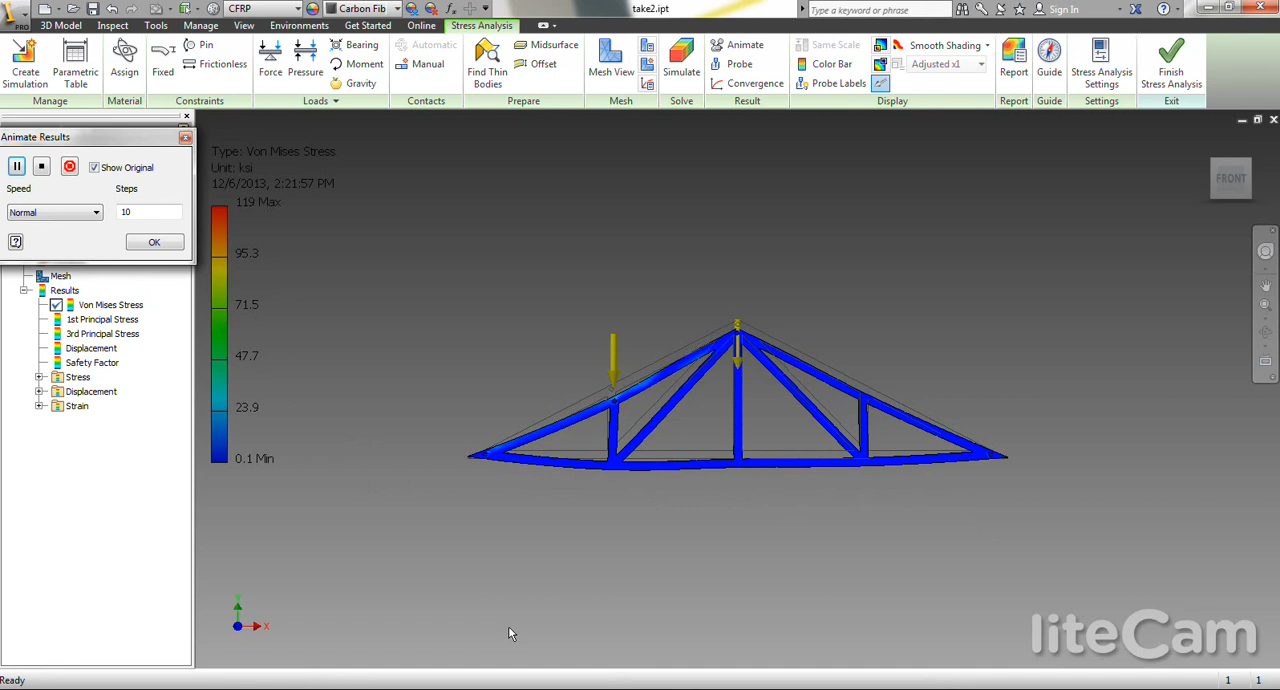 CFRP
Carbon Fib
take2.ipt
Type a keyword or phrase
Sign In
PRO
3D Model
Inspect
Tools
Manage
View
Environments
Get Started
Online
Stress Analysis
Create Simulation
Parametric Table
Assign
Fixed
Pin
Frictionless
Force
Pressure
Bearing
Moment
Gravity
Automatic
Manual
Find Thin Bodies
Midsurface
Offset
Mesh View
Simulate
Animate
Probe
Convergence
Same Scale
Color Bar
Probe Labels
Smooth Shading
Adjusted x1
Report
Guide
Stress Analysis Settings
Finish Stress Analysis
Manage
Material
Constraints
Loads
Contacts
Prepare
Mesh
Solve
Result
Display
Report
Guide
Settings
Exit
Animate Results
Show Original
Speed
Steps
Normal
10
OK
Mesh
Results
Von Mises Stress
1st Principal Stress
3rd Principal Stress
Displacement
Safety Factor
Stress
Displacement
Strain
Type: Von Mises Stress
Unit: ksi
12/6/2013, 2:21:57 PM
119 Max
95.3
71.5
47.7
23.9
0.1 Min
FRONT
X
liteCam
Ready
1
1